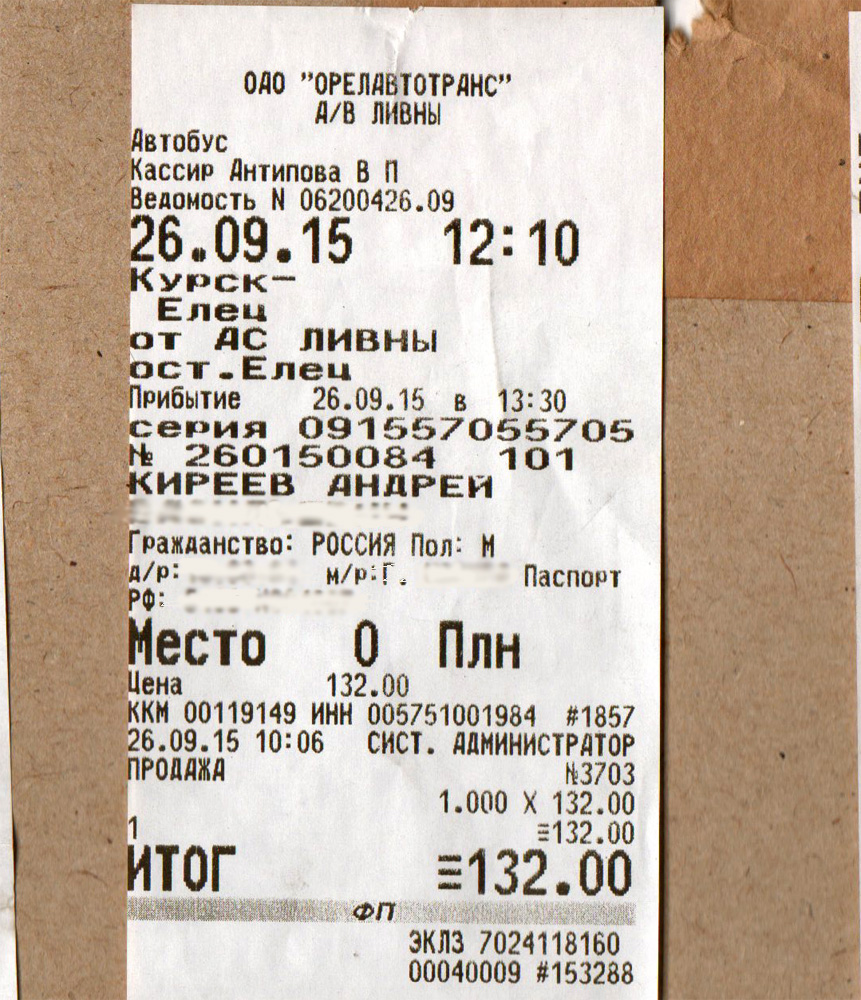 ОАО "ОРЕЛАВТОТРАНС"
А/В ЛИВНЫ
Автобус
Кассир Антипова В П
Ведомость N 06200426.09
26.09.15 12:10
Курск-
Елец
от АС ЛИВНЫ
ост.Елец
Прибытие 26.09.15 в 13:30
серия 091557055705
№ 260150084 101
КИРЕЕВ АНДРЕЙ
Гражданство: РОССИЯ Пол: М
д/р: м/р:Г. Паспорт
РФ:
Место 0 Плн
Цена 132.00
ККМ 00119149 ИНН 005751001984 #1857
26.09.15 10:06 СИСТ. АДМИНИСТРАТОР
ПРОДАЖА №3703
1.000 X 132.00
1 ≡132.00
ИТОГ ≡132.00
ФП
ЭКЛЗ 7024118160
00040009 #153288